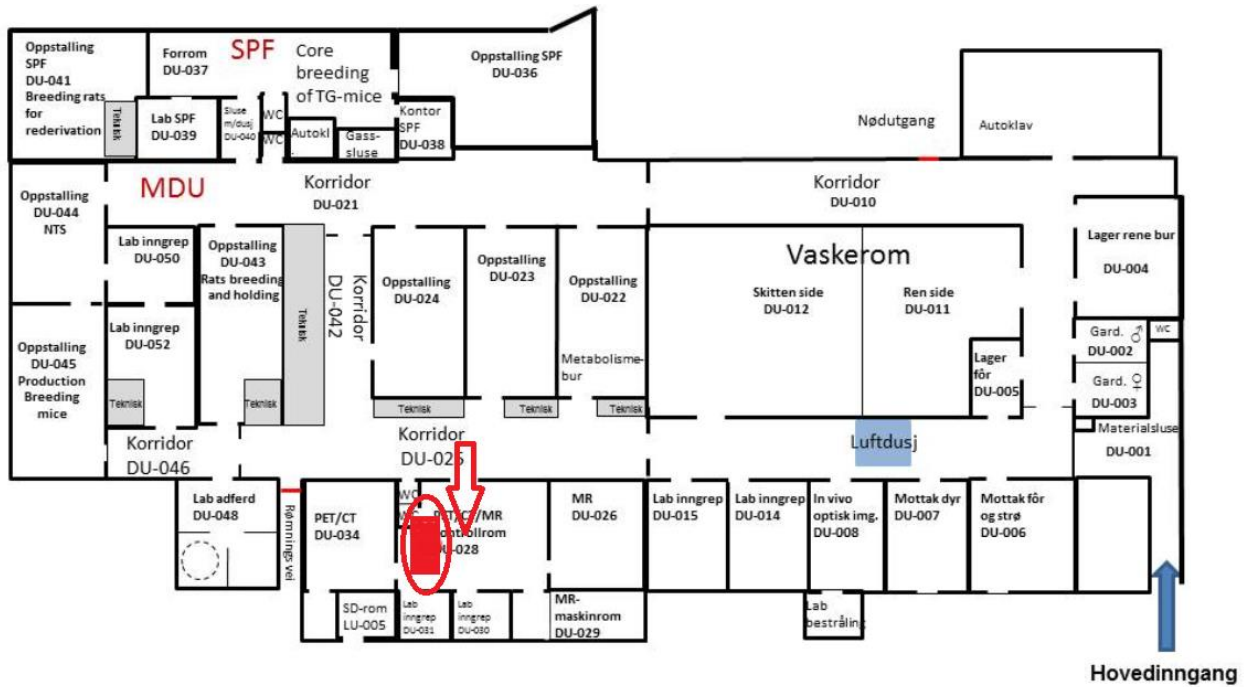 Oppstalling
SPF
DU-041
Breeding rats
for
rederivation
Teknisk
Forrom
DU-037
SPF
Core
breeding
of TG-mice
Lab SPF
DU-039
Sluse
m/dusj
DU-040
WC
WC
Autokl
Gass-
sluse
Kontor
SPF
DU-038
Oppstalling SPF
DU-036
Nødutgang
Autoklav
MDU
Korridor
DU-021
Korridor
DU-010
Oppstalling
DU-044
NTS
Lab inngrep
DU-050
Oppstalling
DU-043
Rats breeding
and holding
Teknisk
Teknisk
Korridor
DU-042
Oppstalling
DU-024
Teknisk
Oppstalling
DU-023
Teknisk
Oppstalling
DU-022
Metabolisme-
bur
Teknisk
Vaskerom
Skitten side
DU-012
Ren side
DU-011
Lager
fôr
DU-005
Lager rene bur
DU-004
Gard. ♂
DU-002
WC
Gard. ♀
DU-003
Materialsluse
DU-001
Oppstalling
DU-045
Production
Breeding
mice
Lab inngrep
DU-052
Teknisk
Korridor
DU-046
Korridor
Luftdusj
Lab adferd
DU-048
Rømningsvei
PET/CT
DU-034
WC
DU-028
MR
DU-026
Lab inngrep
DU-015
Lab inngrep
DU-014
In vivo
optisk img.
DU-008
Mottak dyr
DU-007
Mottak fôr
og strø
DU-006
SD-rom
LU-005
Lab
inngrep
DU-031
Lab
inngrep
DU-030
MR-
maskinrom
DU-029
Lab
bestråling
Hovedinngang